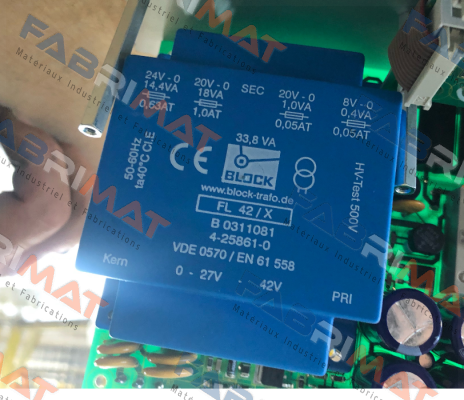 24V - 0
14,4VA
0,63AT
20V - 0
18VA
1,0AT
SEC
20V - 0
1,0VA
0,05AT
8V - 0
0,4VA
0,05AT
33,8 VA
50-60Hz
ta40°C CL.E
CE
BLOCK
HV-Test 500V
www.block-trafo.de
FL 42 / X
B 0311081
4-25861-0
VDE 0570 / EN 61 558
Kern
0 - 27V
42V
PRI
FABRIMAT
Materiaux Industriels et Fabrications